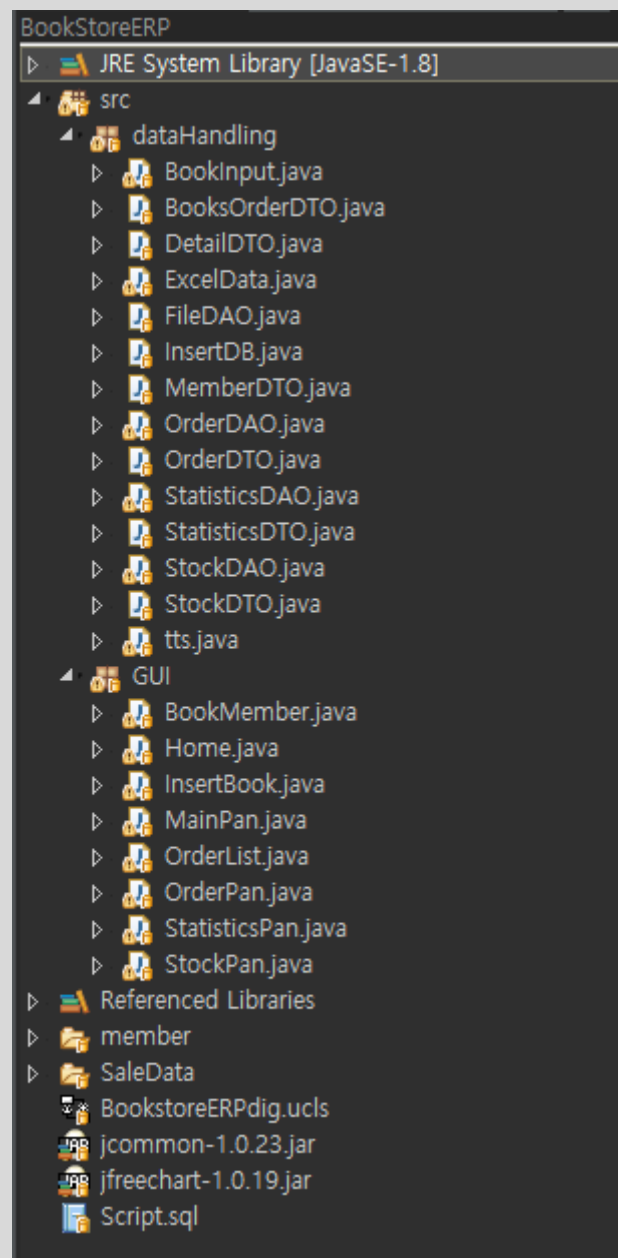 BookStoreERP
JRE System Library [JavaSE-1.8]
src
dataHandling
BookInput.java
BooksOrderDTO.java
DetailDTO.java
ExcelData.java
FileDAO.java
InsertDB.java
MemberDTO.java
OrderDAO.java
OrderDTO.java
StatisticsDAO.java
StatisticsDTO.java
StockDAO.java
StockDTO.java
tts.java
GUI
BookMember.java
Home.java
InsertBook.java
MainPan.java
OrderList.java
OrderPan.java
StatisticsPan.java
StockPan.java
Referenced Libraries
member
SaleData
BookstoreERPdig.ucls
jcommon-1.0.23.jar
jfreechart-1.0.19.jar
Script.sql